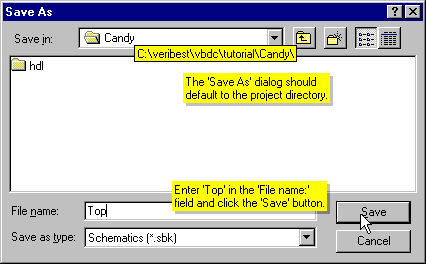 Save As
Save in:
Candy
C:\veribest\vbdc\tutorial\Candy\
hdl
The 'Save As' dialog should
default to the project directory.
Enter 'Top' in the 'File name:'
field and click the 'Save' button.
File name:
Top
Save
Save as type:
Schematics (*.sbk)
Cancel